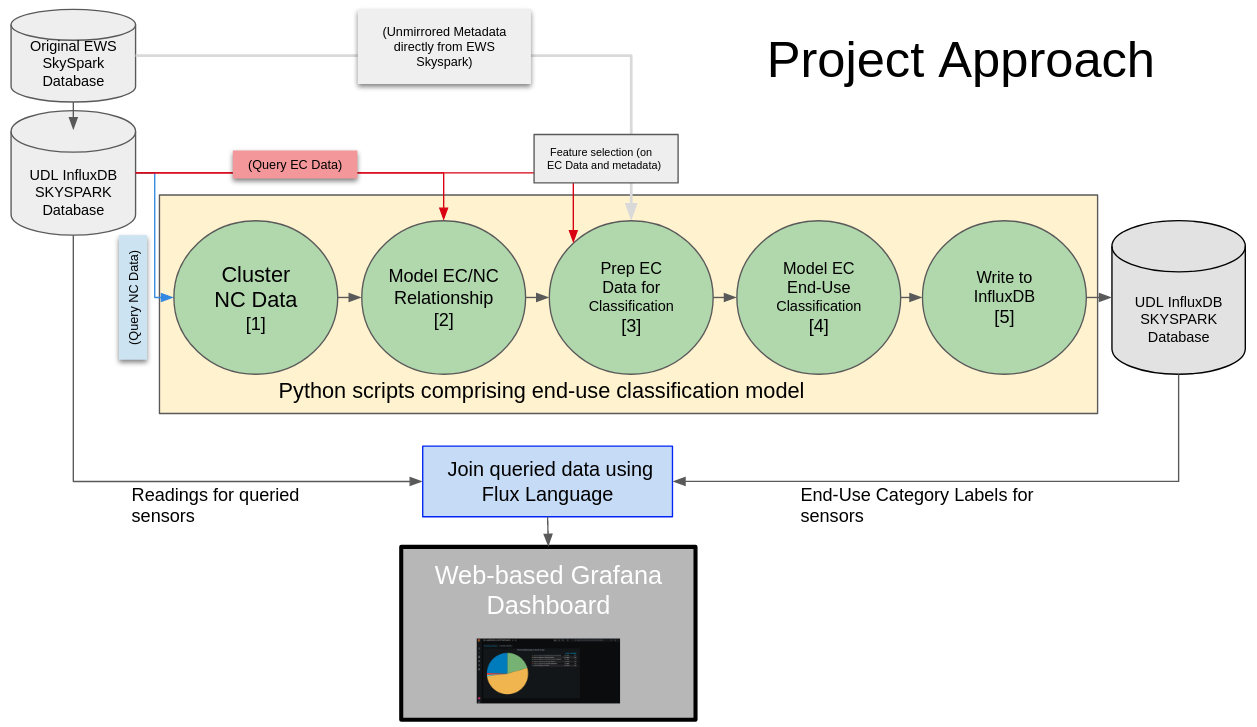 Project Approach
Original EWS
SkySpark
Database
(Unmirrored Metadata
directly from EWS
Skyspark)
UDL InfluxDB
SKYSPARK
Database
(Query EC Data)
Feature selection (on
EC Data and metadata)
(Query NC Data)
Cluster
NC Data
[1]
Model EC/NC
Relationship
[2]
Prep EC
Data for
Classification
[3]
Model EC
End-Use
Classification
[4]
Write to
InfluxDB
[5]
UDL InfluxDB
SKYSPARK
Database
Python scripts comprising end-use classification model
Join queried data using
Flux Language
Readings for queried
sensors
End-Use Category Labels for
sensors
Web-based Grafana
Dashboard